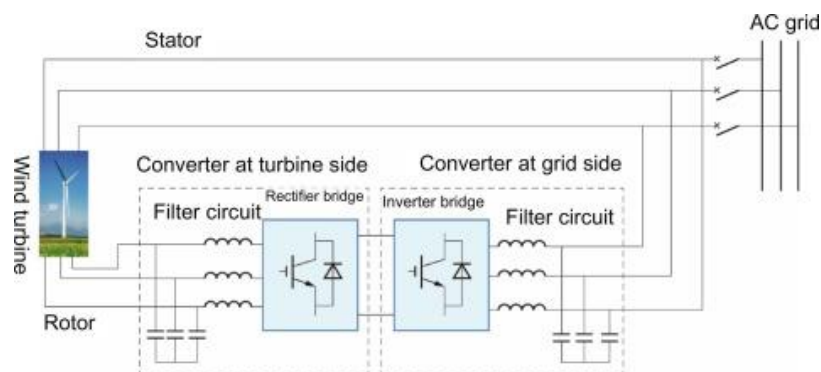 AC grid
Stator
Wind turbine
Converter at turbine side
Converter at grid side
Rectifier bridge
Inverter bridge
Filter circuit
Filter circuit
Rotor